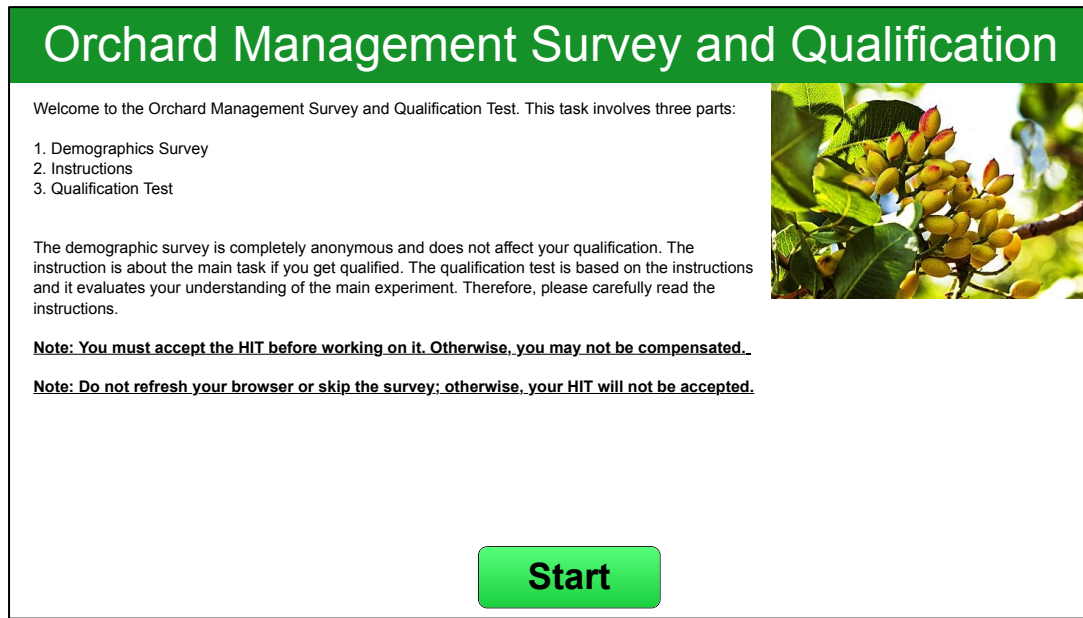 Orchard Management Survey and Qualification
Welcome to the Orchard Management Survey and Qualification Test. This task involves three parts:
1. Demographics Survey
2. Instructions
3. Qualification Test
The demographic survey is completely anonymous and does not affect your qualification. The
instruction is about the main task if you get qualified. The qualification test is based on the instructions
and it evaluates your understanding of the main experiment. Therefore, please carefully read the
instructions.
Note: You must accept the HIT before working on it. Otherwise, you may not be compensated.
Note: Do not refresh your browser or skip the survey; otherwise, your HIT will not be accepted.
Start